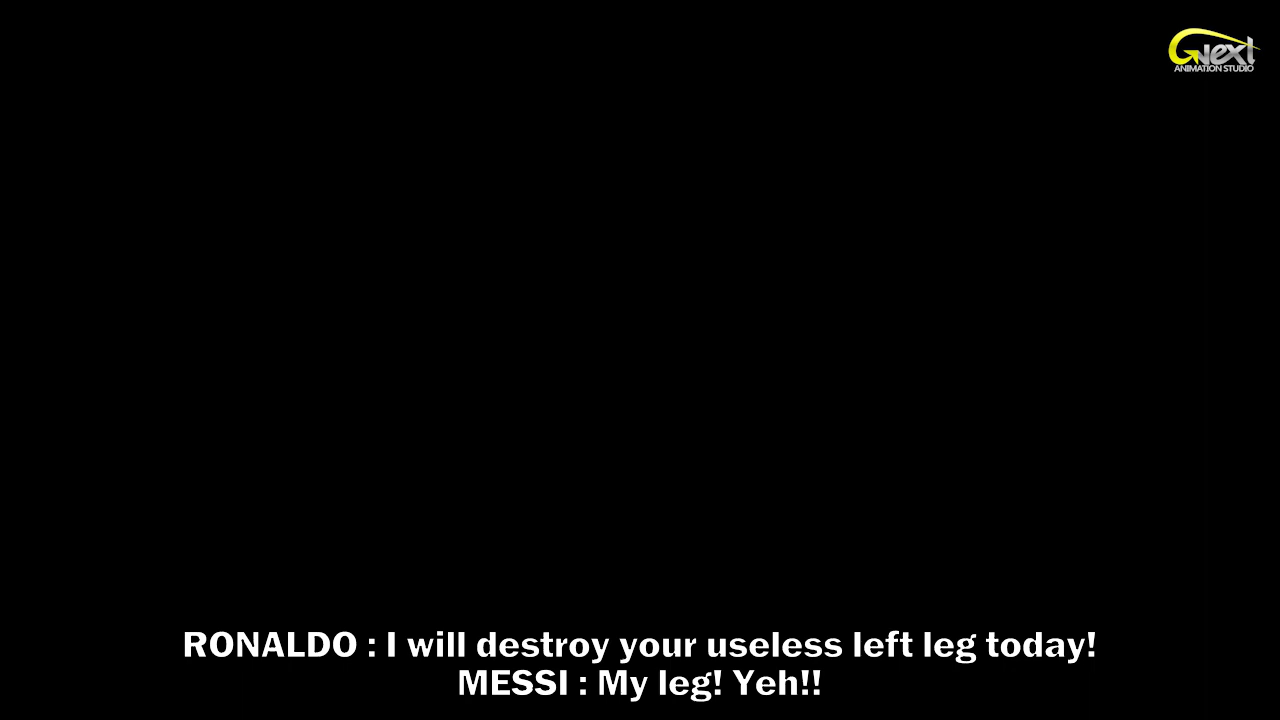 GNext
ANIMATION STUDIO
RONALDO : I will destroy your useless left leg today!
MESSI : My leg! Yeh!!